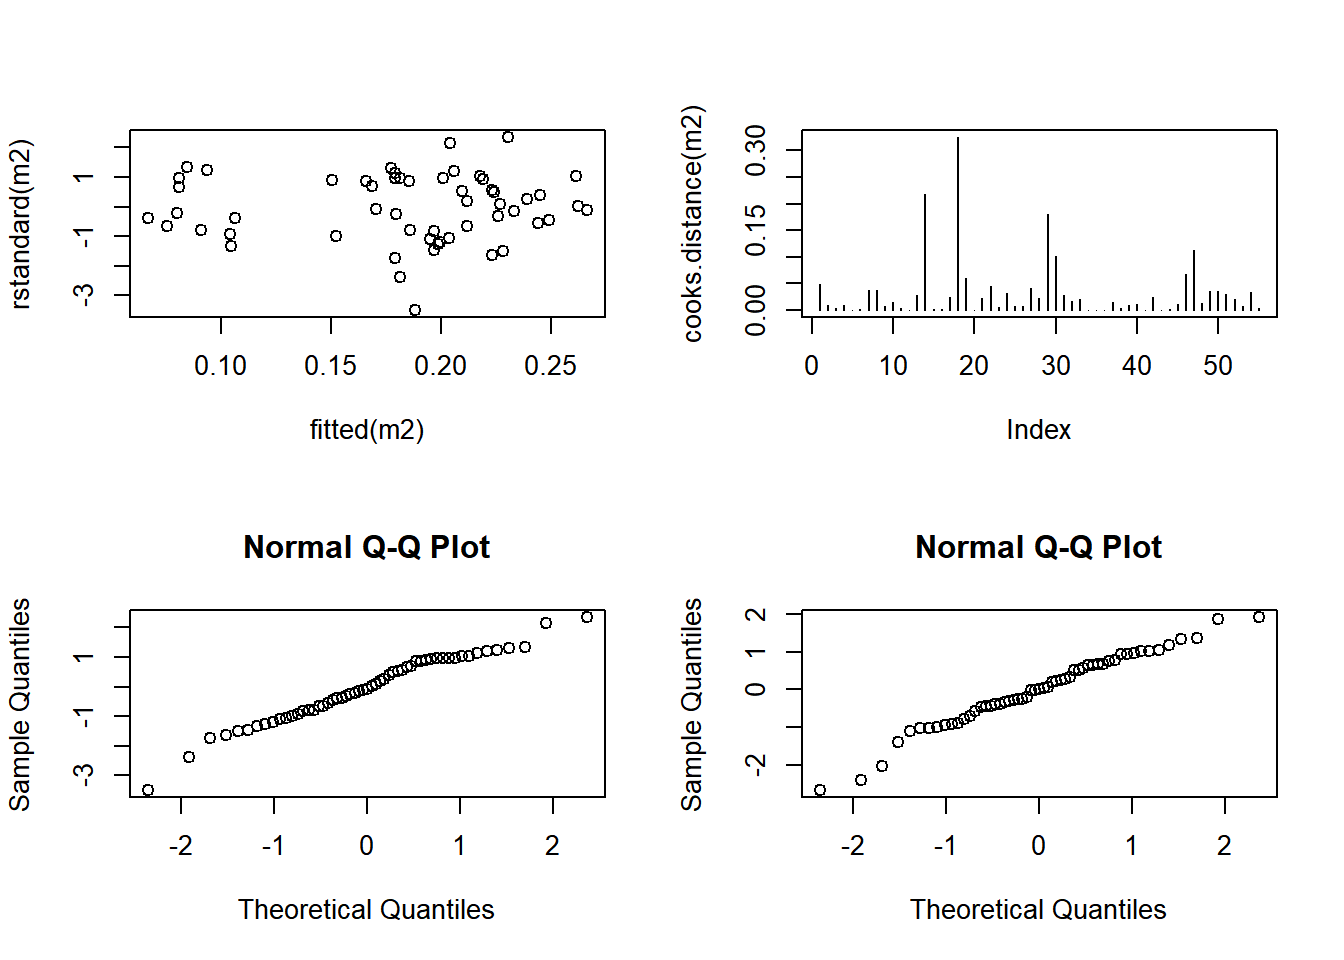 rstandard(m2)
1
-1
-3
0.10 0.15 0.20 0.25
fitted(m2)
cooks.distance(m2)
0.30
0.15
0.00
0 10 20 30 40 50
Index
Normal Q-Q Plot
Sample Quantiles
1
-1
-3
-2 -1 0 1 2
Theoretical Quantiles
Normal Q-Q Plot
Sample Quantiles
2
1
0
-2
-2 -1 0 1 2
Theoretical Quantiles